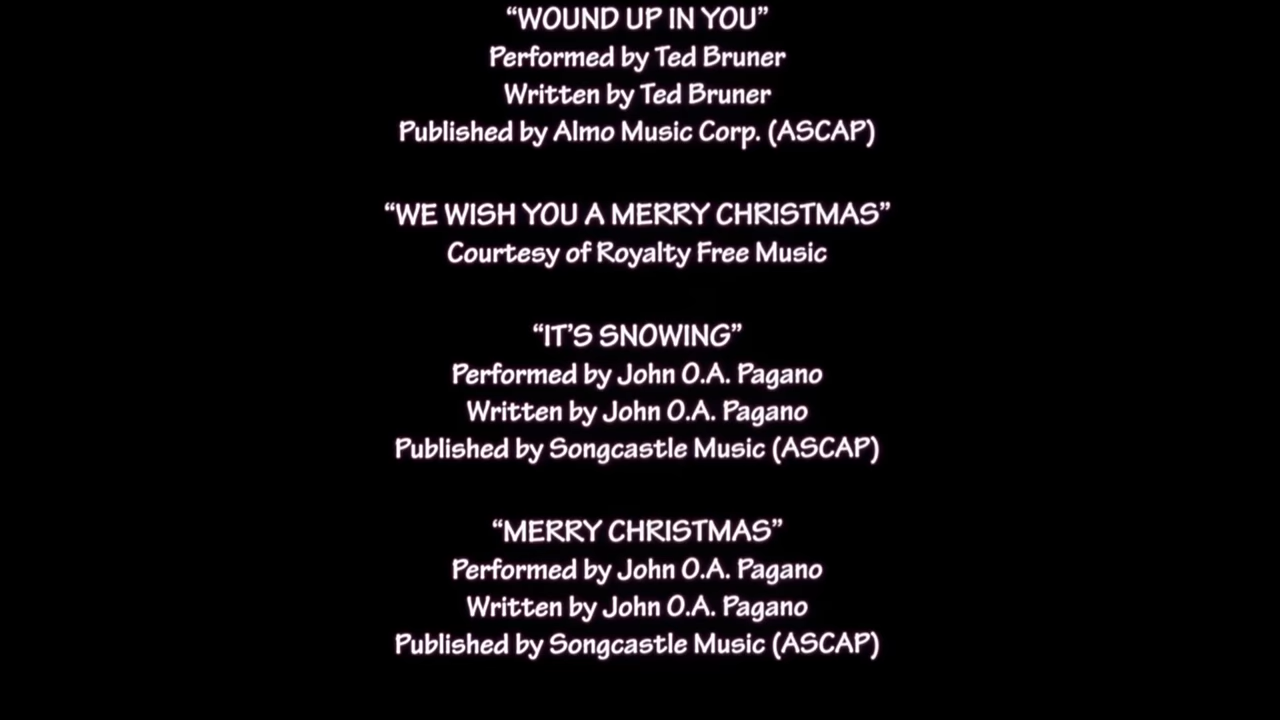 “WOUND UP IN YOU”
Performed by Ted Bruner
Written by Ted Bruner
Published by Almo Music Corp. (ASCAP)
“WE WISH YOU A MERRY CHRISTMAS”
Courtesy of Royalty Free Music
“IT’S SNOWING”
Performed by John O.A. Pagano
Written by John O.A. Pagano
Published by Songcastle Music (ASCAP)
“MERRY CHRISTMAS”
Performed by John O.A. Pagano
Written by John O.A. Pagano
Published by Songcastle Music (ASCAP)